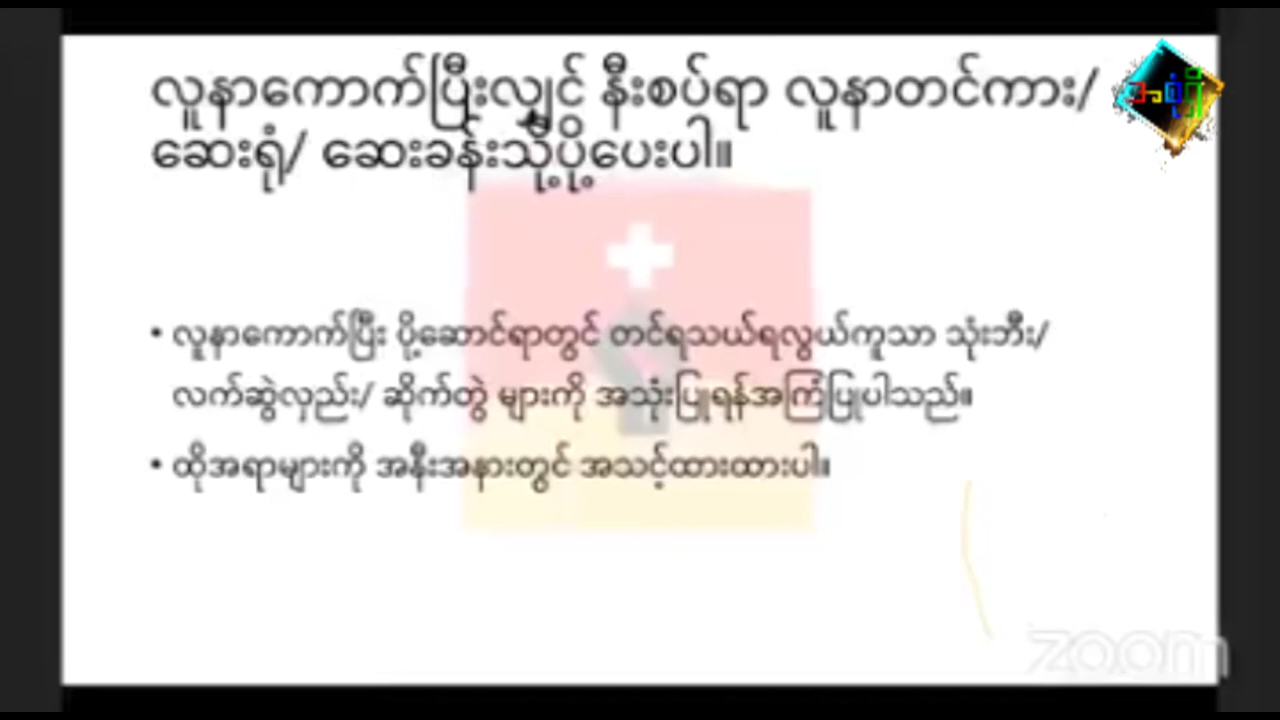 လူနာကောက်ပြီးလျှင် နီးစပ်ရာ လူနာတင်ကား/
ဆေးရုံ/ ဆေးခန်းသို့ပို့ပေးပါ။
• လူနာကောက်ပြီး ပို့ဆောင်ရာတွင် တင်ရသယ်ရလွယ်ကူသာ သုံးဘီး/
လက်ဆွဲလှည်း/ ဆိုက်တွဲ များကို အသုံးပြုရန်အကြံပြုပါသည်။
• ထိုအရာများကို အနီးအနားတွင် အသင့်ထားထားပါ။
zoom